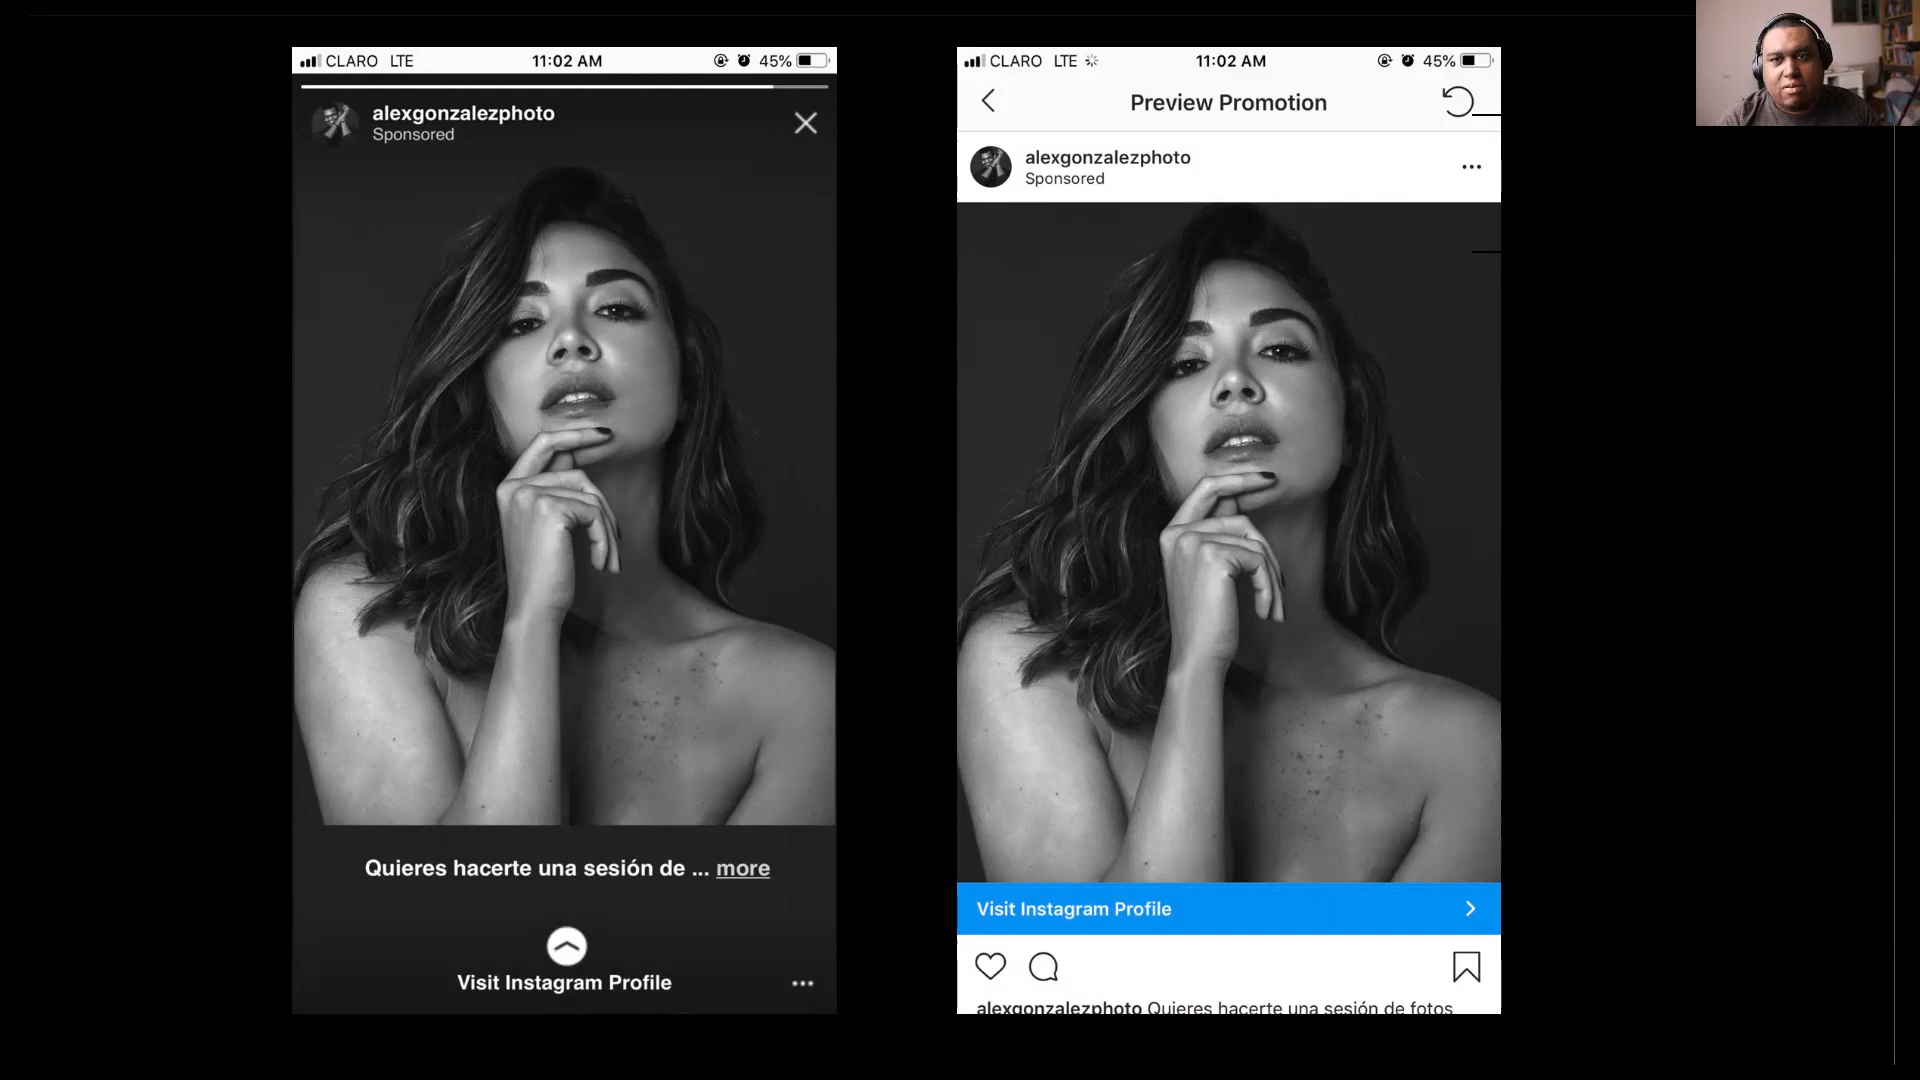 CLARO LTE 11:02 AM 45%
alexgonzalezphoto
Sponsored
Quieres hacerte una sesión de ... more
Visit Instagram Profile
CLARO LTE 11:02 AM 45%
Preview Promotion
alexgonzalezphoto
Sponsored
Visit Instagram Profile
alexgonzalezphoto Quieres hacerte una sesión de fotos